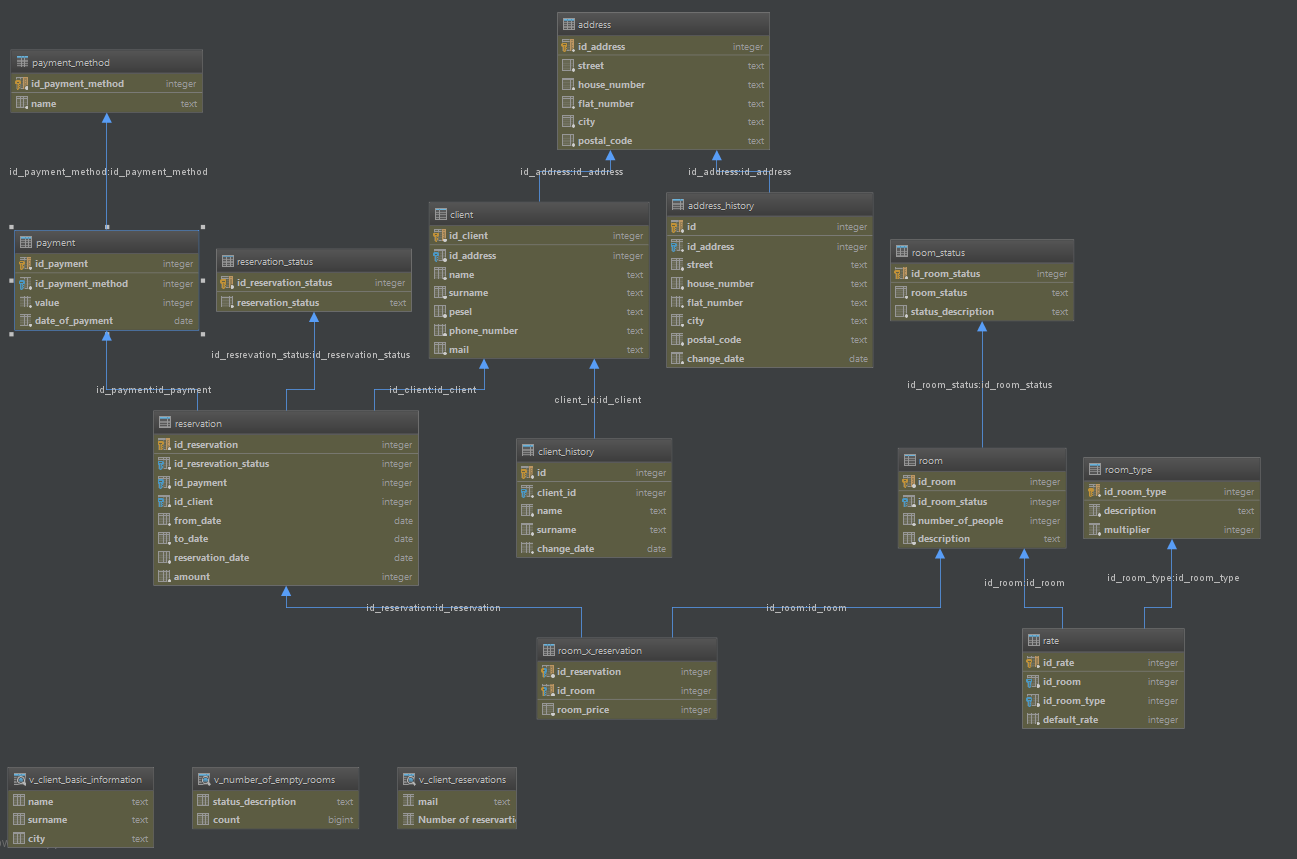 address
id_address integer
street text
house_number text
flat_number text
city text
postal_code text
payment_method
id_payment_method integer
name text
id_payment_method:id_payment_method
id_address:id_address
id_address:id_address
payment
id_payment integer
id_payment_method integer
value integer
date_of_payment date
reservation_status
id_reservation_status integer
reservation_status text
client
id_client integer
id_address integer
name text
surname text
pesel text
phone_number text
mail text
address_history
id integer
id_address integer
street text
house_number text
flat_number text
city text
postal_code text
change_date date
room_status
id_room_status integer
room_status text
status_description text
id_resrevation_status:id_reservation_status
id_payment:id_payment
id_client:id_client
client_id:id_client
id_room_status:id_room_status
reservation
id_reservation integer
id_resrevation_status integer
id_payment integer
id_client integer
from_date date
to_date date
reservation_date date
amount integer
client_history
id integer
client_id integer
name text
surname text
change_date date
room
id_room integer
id_room_status integer
number_of_people integer
description text
room_type
id_room_type integer
description text
multiplier integer
id_reservation:id_reservation
id_room:id_room
id_room:id_room
id_room_type:id_room_type
room_x_reservation
id_reservation integer
id_room integer
room_price integer
rate
id_rate integer
id_room integer
id_room_type integer
default_rate integer
v_client_basic_information
name text
surname text
city text
v_number_of_empty_rooms
status_description text
count bigint
v_client_reservations
mail text
Number of reservarti